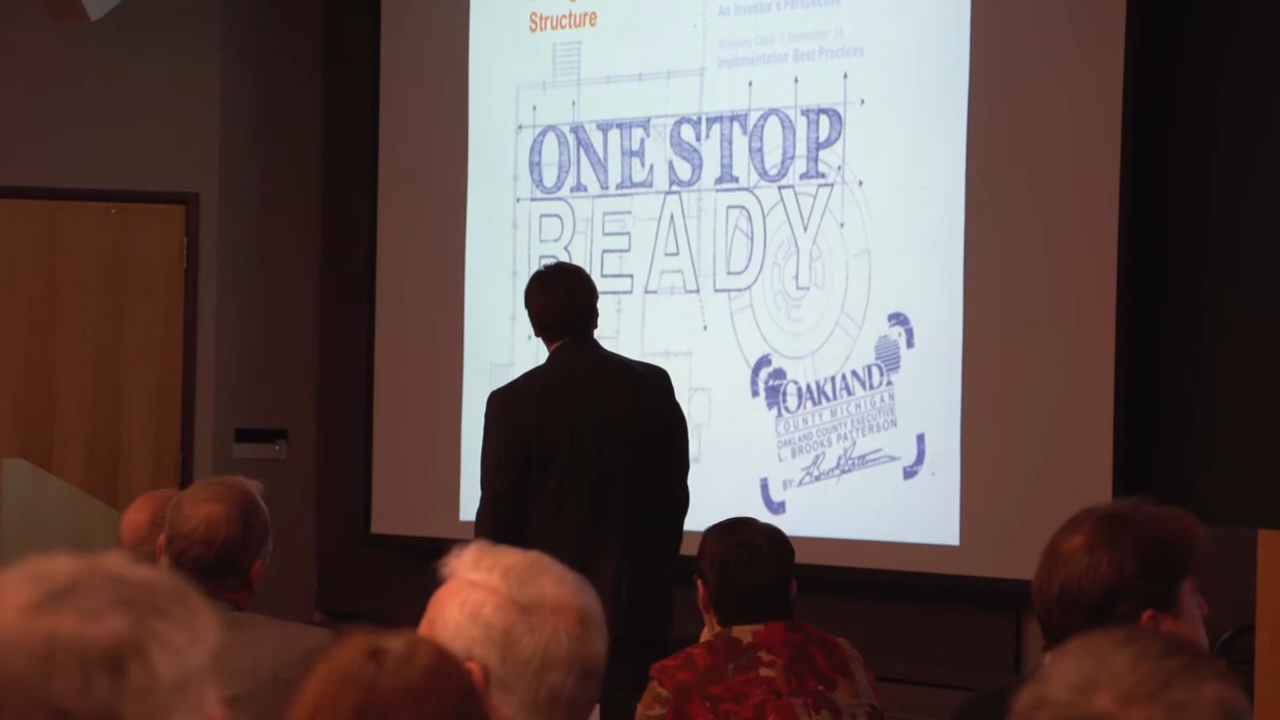 Structure
An Investor's Perspective
Implementation Best Practices
ONE STOP
READY
OAKLAND
COUNTY MICHIGAN
OAKLAND COUNTY EXECUTIVE
L. BROOKS PATTERSON
BY: